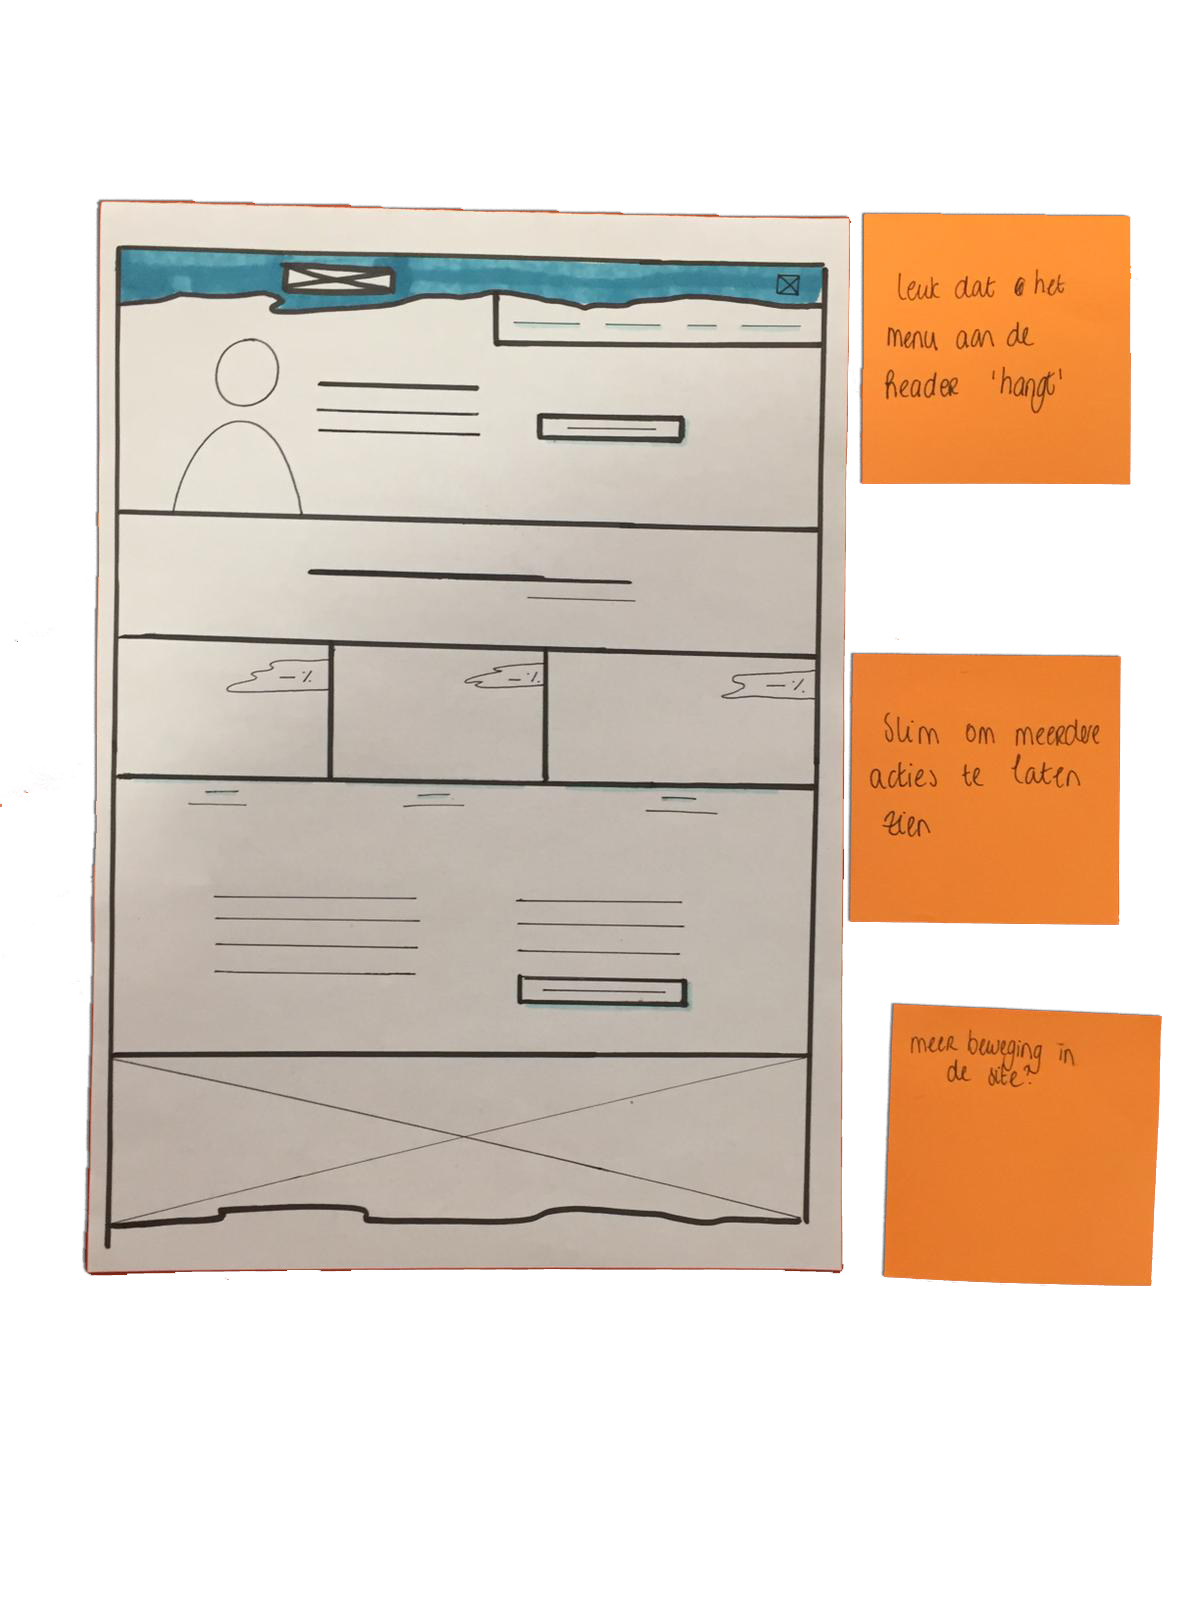 leuk dat het
menu aan de
header 'hangt'
- %
- %
- %
Slim om meerdere
acties te laten
zien
meer beweging in
de site?